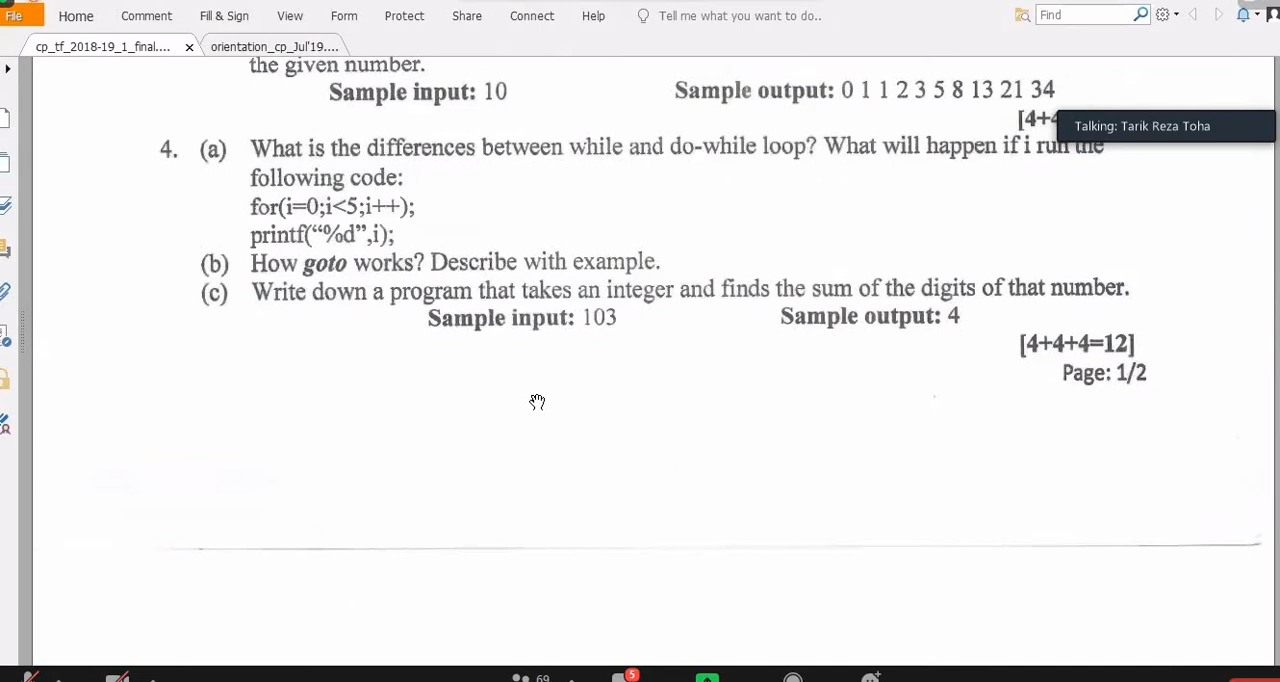 File Home Comment Fill & Sign View Form Protect Share Connect Help Tell me what you want to do.. Find
cp_tf_2018-19_1_final.... × orientation_cp_Jul'19....
the given number.
Sample input: 10 Sample output: 0 1 1 2 3 5 8 13 21 34
[4+4
Talking: Tarik Reza Toha
4. (a) What is the differences between while and do-while loop? What will happen if i run the
following code:
for(i=0;i<5;i++);
printf(“%d”,i);
(b) How goto works? Describe with example.
(c) Write down a program that takes an integer and finds the sum of the digits of that number.
Sample input: 103 Sample output: 4
[4+4+4=12]
Page: 1/2
69 5